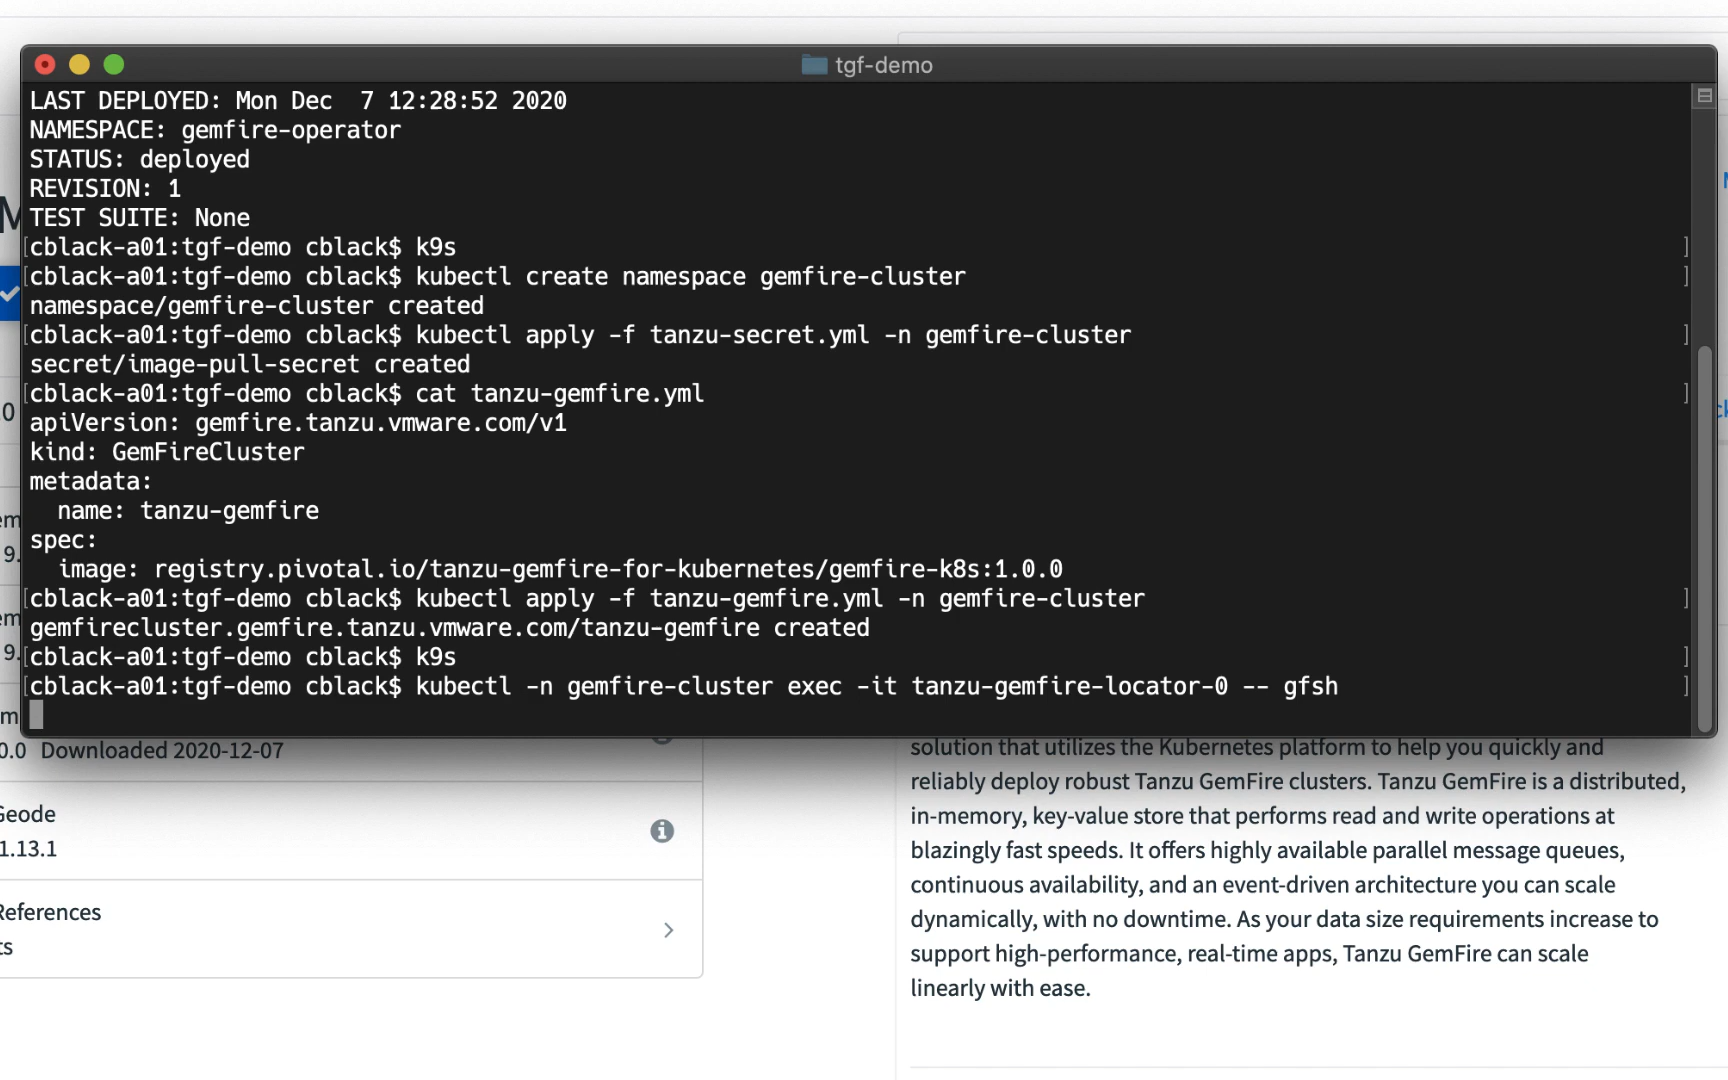 tgf-demo
LAST DEPLOYED: Mon Dec  7 12:28:52 2020
NAMESPACE: gemfire-operator
STATUS: deployed
REVISION: 1
TEST SUITE: None
[cblack-a01:tgf-demo cblack$ k9s ]
[cblack-a01:tgf-demo cblack$ kubectl create namespace gemfire-cluster ]
namespace/gemfire-cluster created
[cblack-a01:tgf-demo cblack$ kubectl apply -f tanzu-secret.yml -n gemfire-cluster ]
secret/image-pull-secret created
[cblack-a01:tgf-demo cblack$ cat tanzu-gemfire.yml ]
apiVersion: gemfire.tanzu.vmware.com/v1
kind: GemFireCluster
metadata:
  name: tanzu-gemfire
spec:
  image: registry.pivotal.io/tanzu-gemfire-for-kubernetes/gemfire-k8s:1.0.0
[cblack-a01:tgf-demo cblack$ kubectl apply -f tanzu-gemfire.yml -n gemfire-cluster ]
gemfirecluster.gemfire.tanzu.vmware.com/tanzu-gemfire created
[cblack-a01:tgf-demo cblack$ k9s ]
[cblack-a01:tgf-demo cblack$ kubectl -n gemfire-cluster exec -it tanzu-gemfire-locator-0 -- gfsh ]
0.0 Downloaded 2020-12-07
Geode
1.13.1
References
ts
solution that utilizes the Kubernetes platform to help you quickly and
reliably deploy robust Tanzu GemFire clusters. Tanzu GemFire is a distributed,
in-memory, key-value store that performs read and write operations at
blazingly fast speeds. It offers highly available parallel message queues,
continuous availability, and an event-driven architecture you can scale
dynamically, with no downtime. As your data size requirements increase to
support high-performance, real-time apps, Tanzu GemFire can scale
linearly with ease.